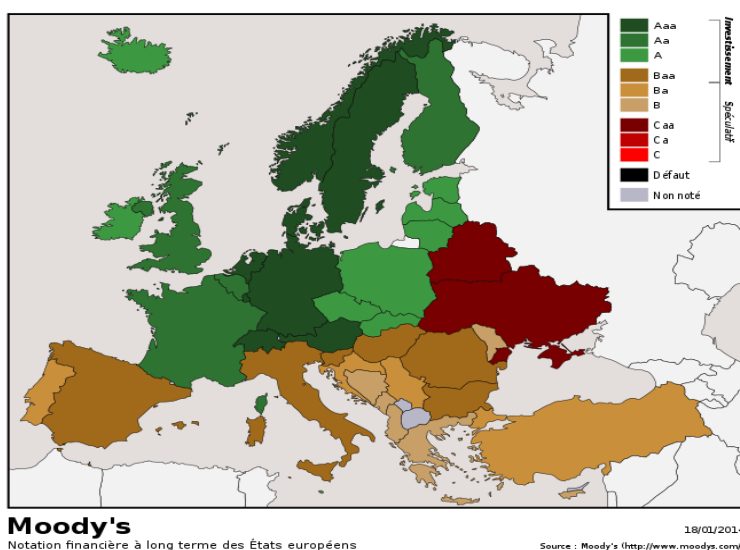 Aaa
Aa
A
Baa
Ba
B
Caa
Ca
C
Défaut
Non noté
Investissement
Spéculatif
Moody's
Notation financière à long terme des États européens
18/01/2014
Source : Moody's (http://www.moodys.com/